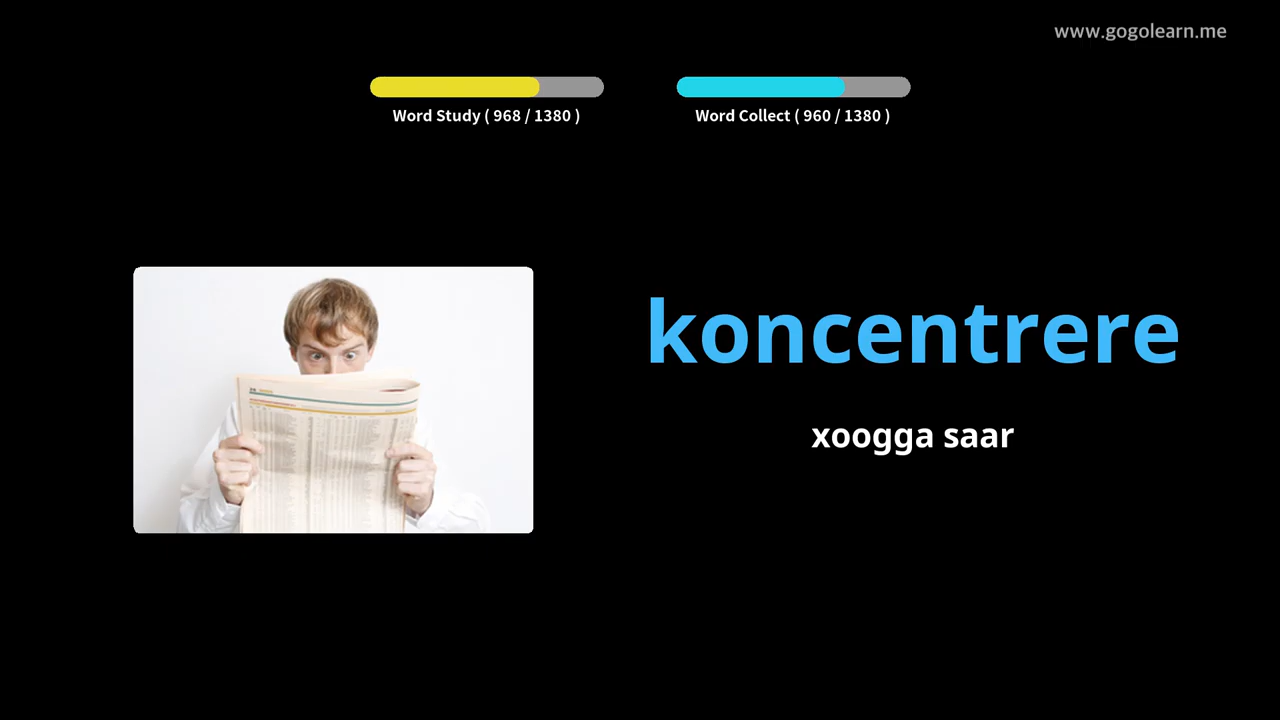 www.gogolearn.me
Word Study ( 968 / 1380 )
Word Collect ( 960 / 1380 )
koncentrere
xoogga saar